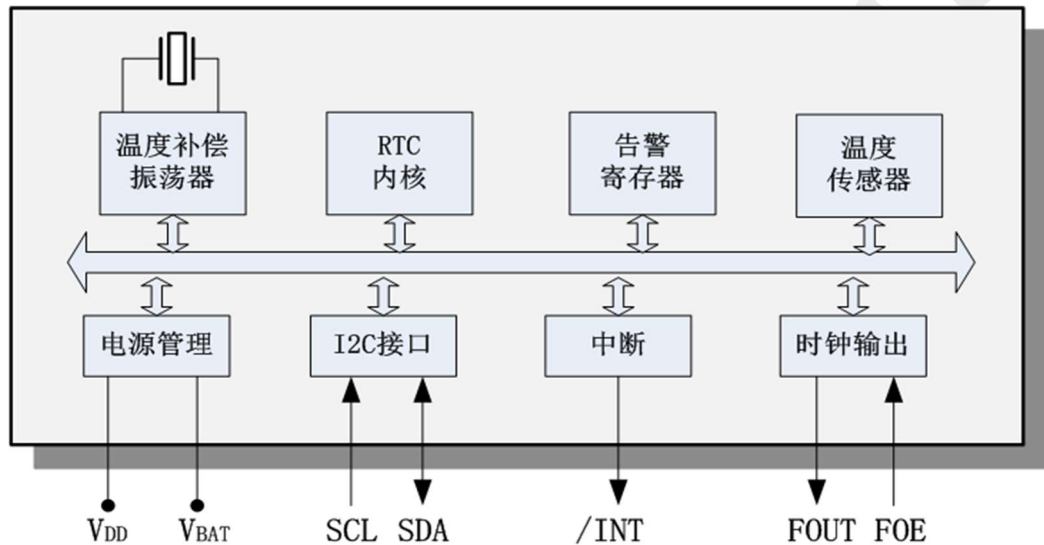 温度补偿
振荡器
RTC
内核
告警
寄存器
温度
传感器
电源管理
I2C接口
中断
时钟输出
VDD
VBAT
SCL
SDA
/INT
FOUT
FOE